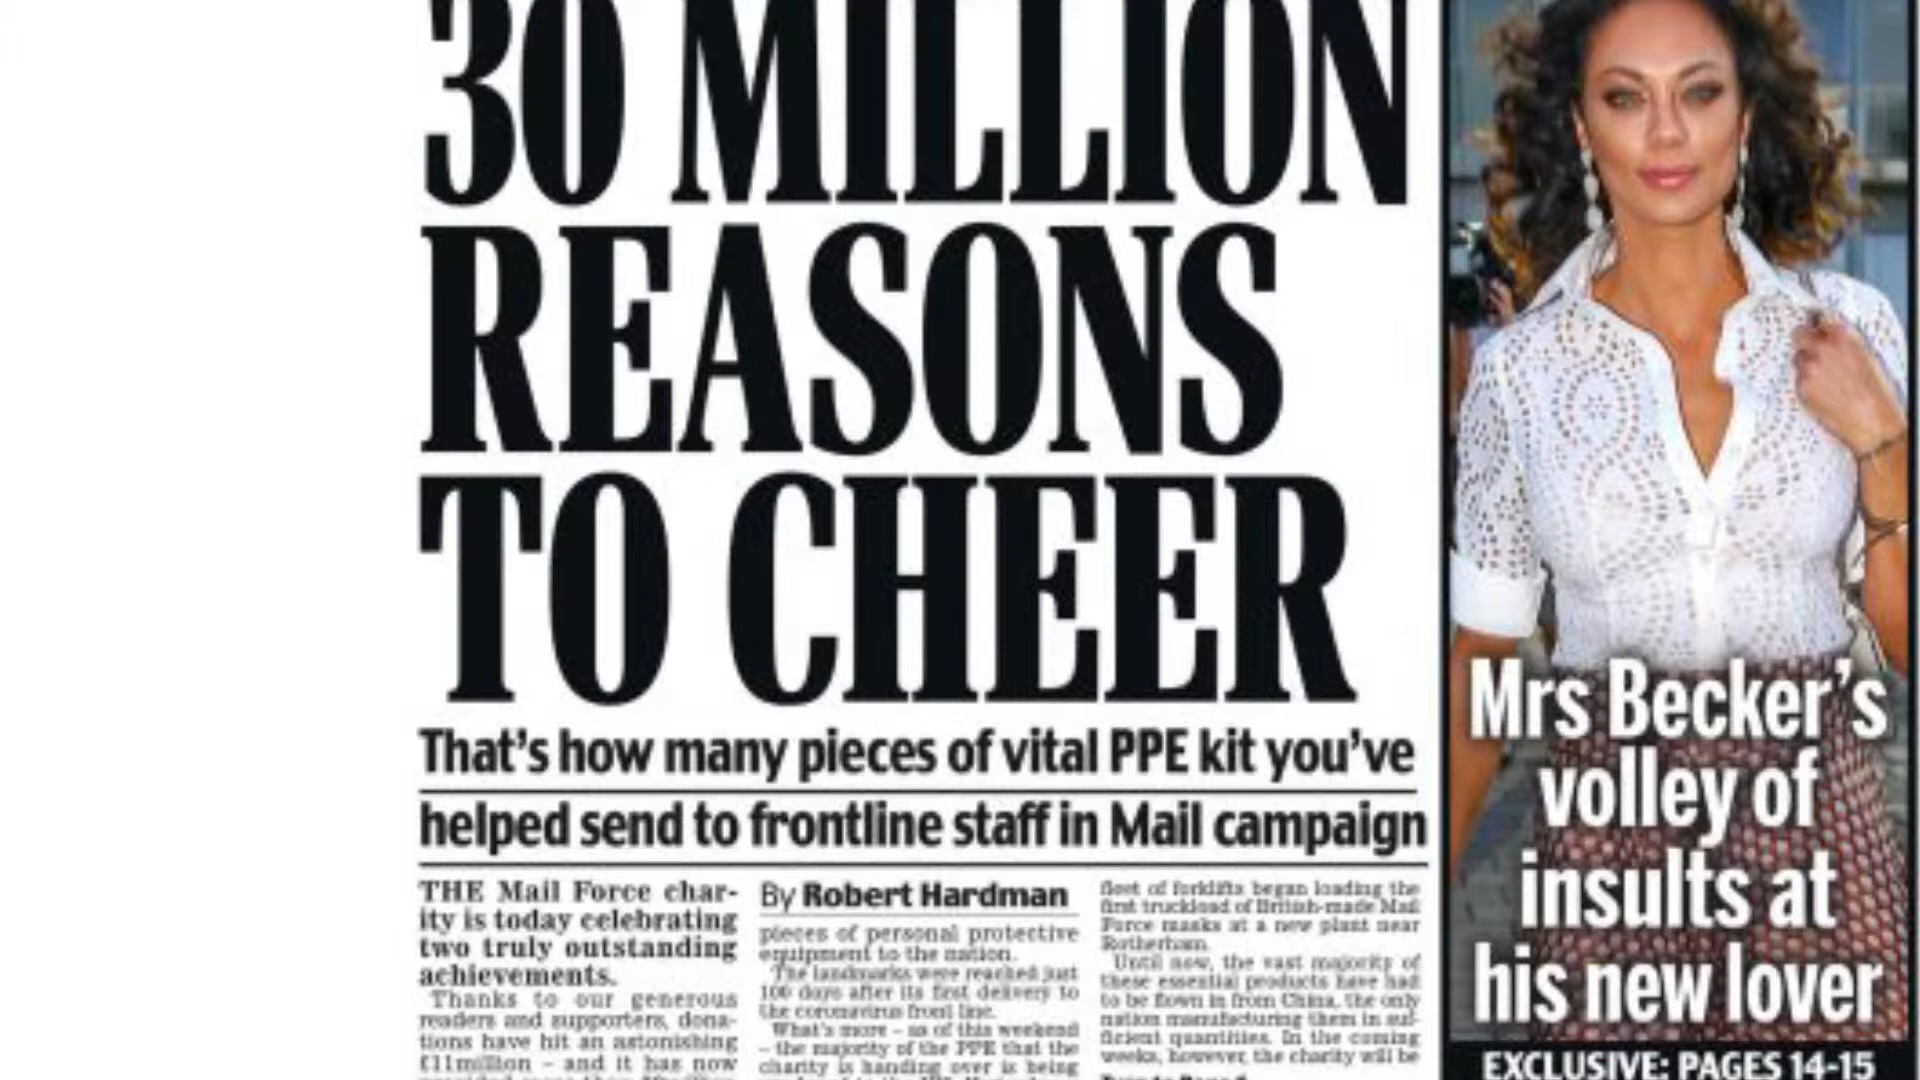 30 MILLION
REASONS
TO CHEER
That's how many pieces of vital PPE kit you've
helped send to frontline staff in Mail campaign
THE Mail Force char-
ity is today celebrating
two truly outstanding
achievements.
Thanks to our generous
readers and supporters, dona-
tions have hit an astonishing
£11million – and it has now
By Robert Hardman
pieces of personal protective
equipment to the nation.
The landmarks were reached just
100 days after its first delivery to
the coronavirus front line.
What's more – as of this weekend
– the majority of the PPE that the
charity is handing over is being
fleet of forklifts began loading the
first truckload of British-made Mail
Force masks at a new plant near
Rotherham.
Until now, the vast majority of
these essential products have had
to be flown in from China, the only
nation manufacturing them in suf-
ficient quantities. In the coming
weeks, however, the charity will be
Mrs Becker's
volley of
insults at
his new lover
EXCLUSIVE: PAGES 14-15